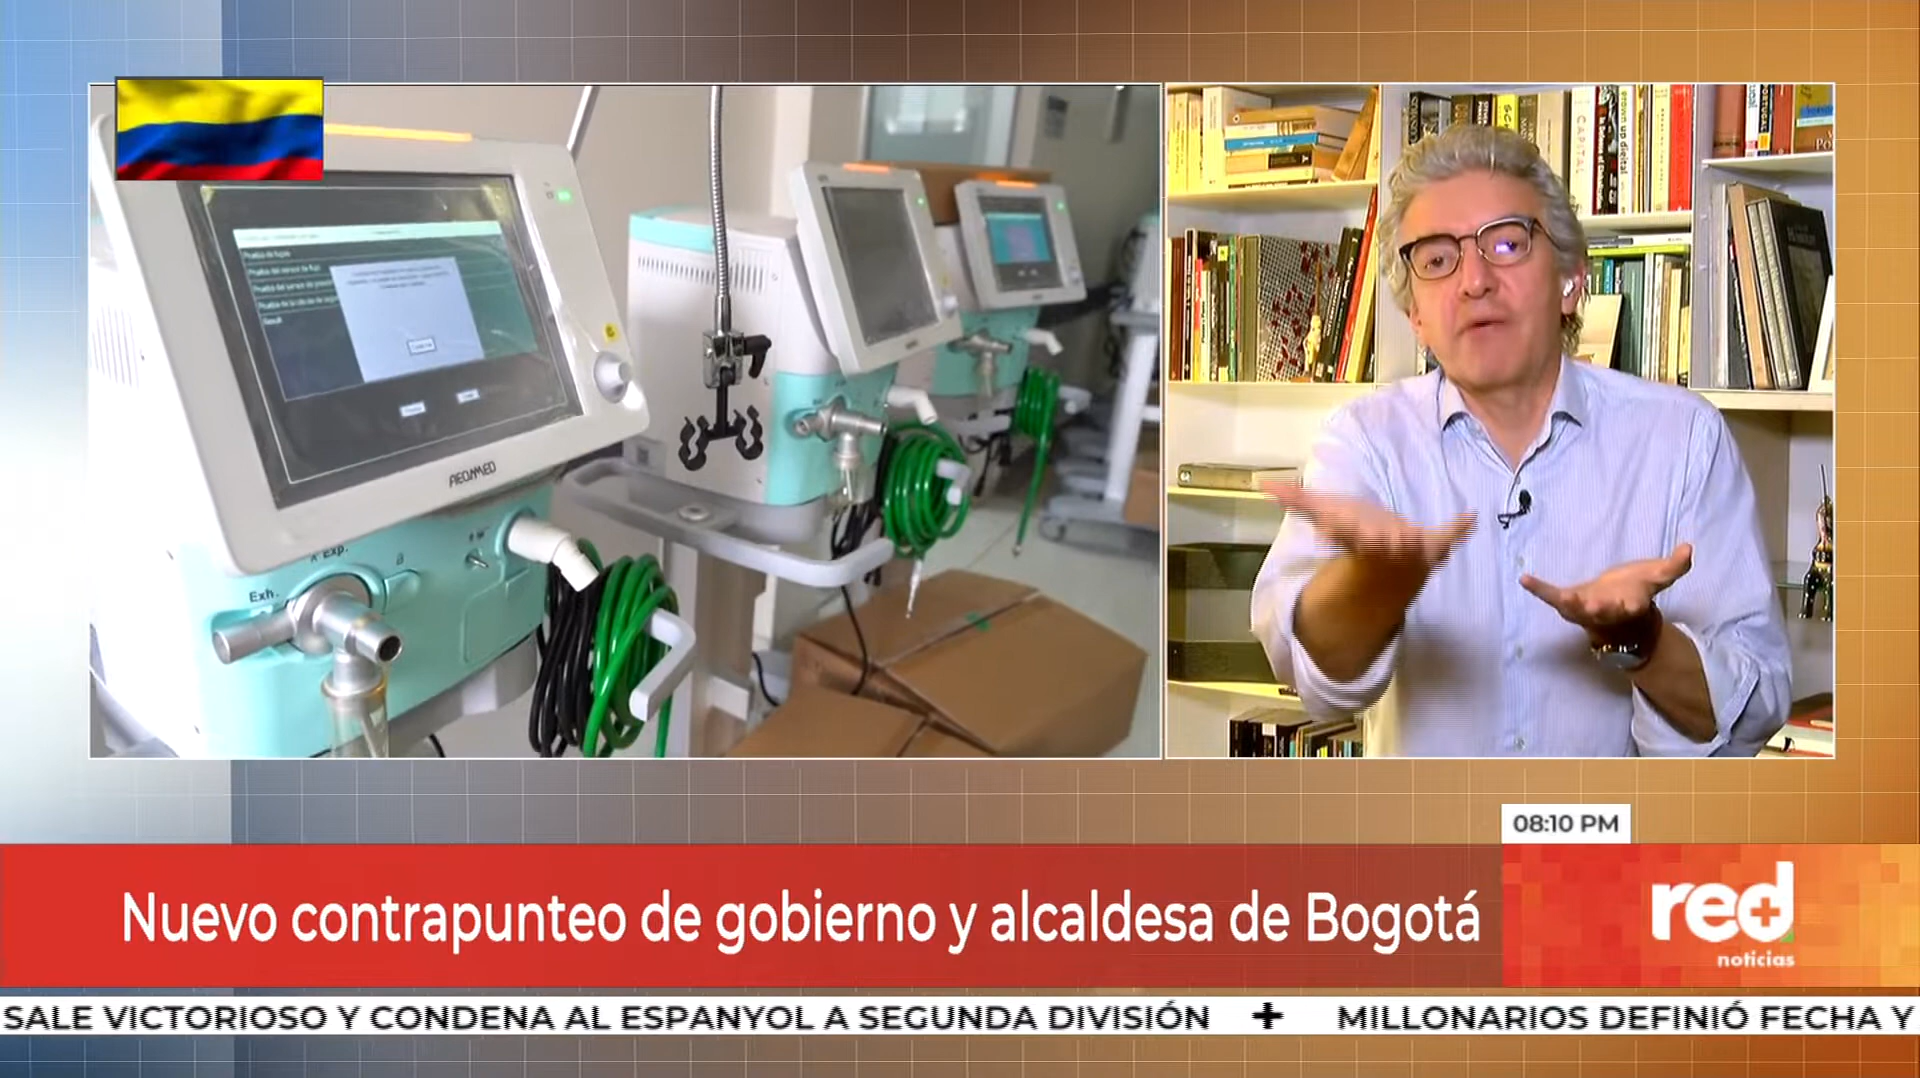 AEONMED
Exp.
Exh.
CAPITAL
08:10 PM
Nuevo contrapunteo de gobierno y alcaldesa de Bogotá
red+
noticias
SALE VICTORIOSO Y CONDENA AL ESPANYOL A SEGUNDA DIVISIÓN + MILLONARIOS DEFINIÓ FECHA Y